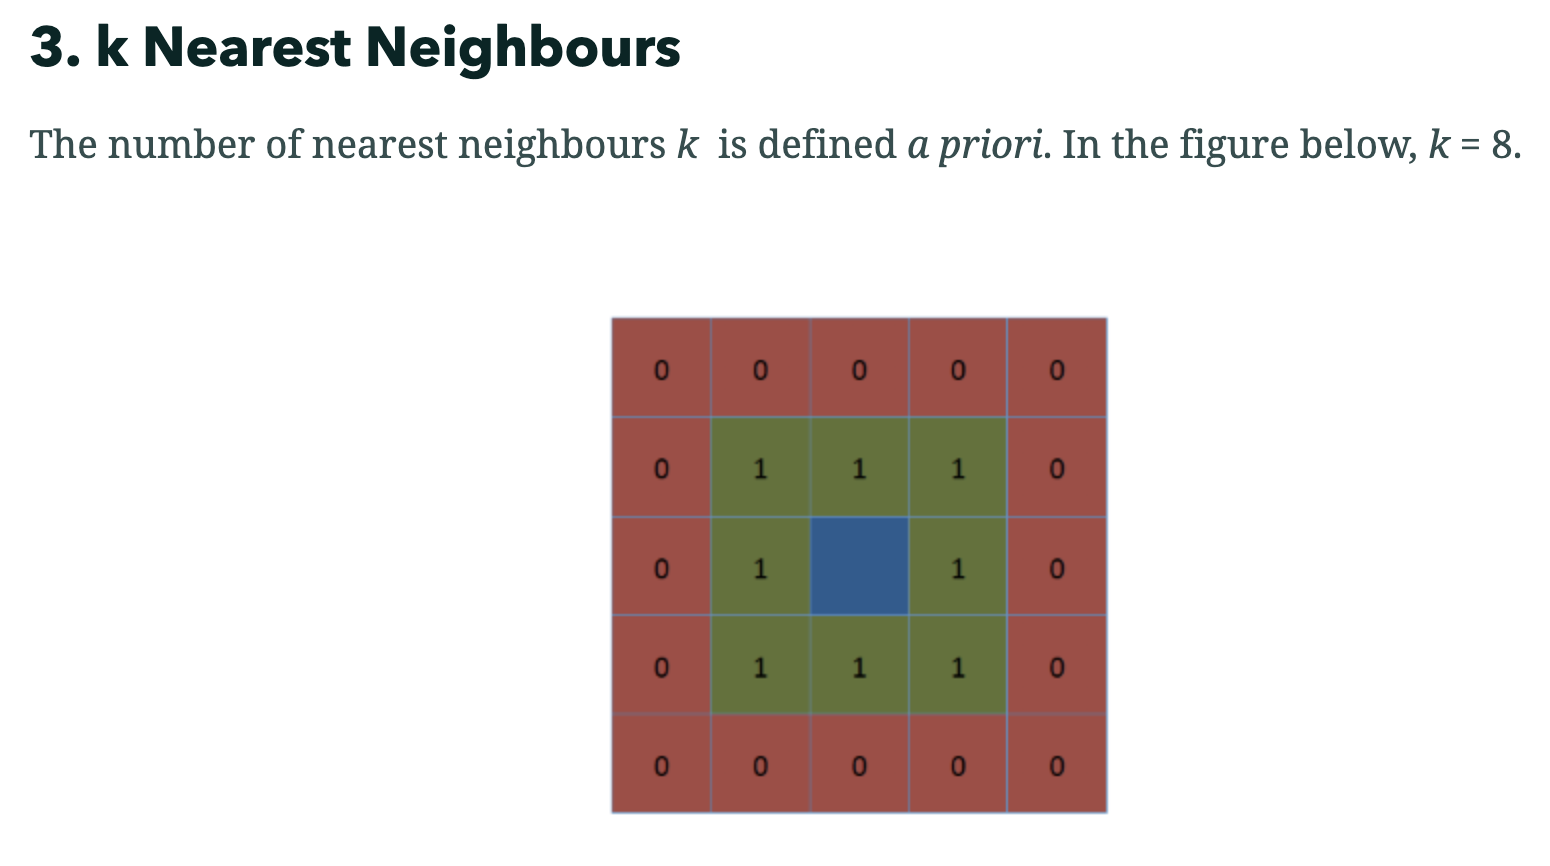 3. k Nearest Neighbours
The number of nearest neighbours k is defined a priori. In the figure below, k = 8.
0 0 0 0 0
0 1 1 1 0
0 1 1 0
0 1 1 1 0
0 0 0 0 0